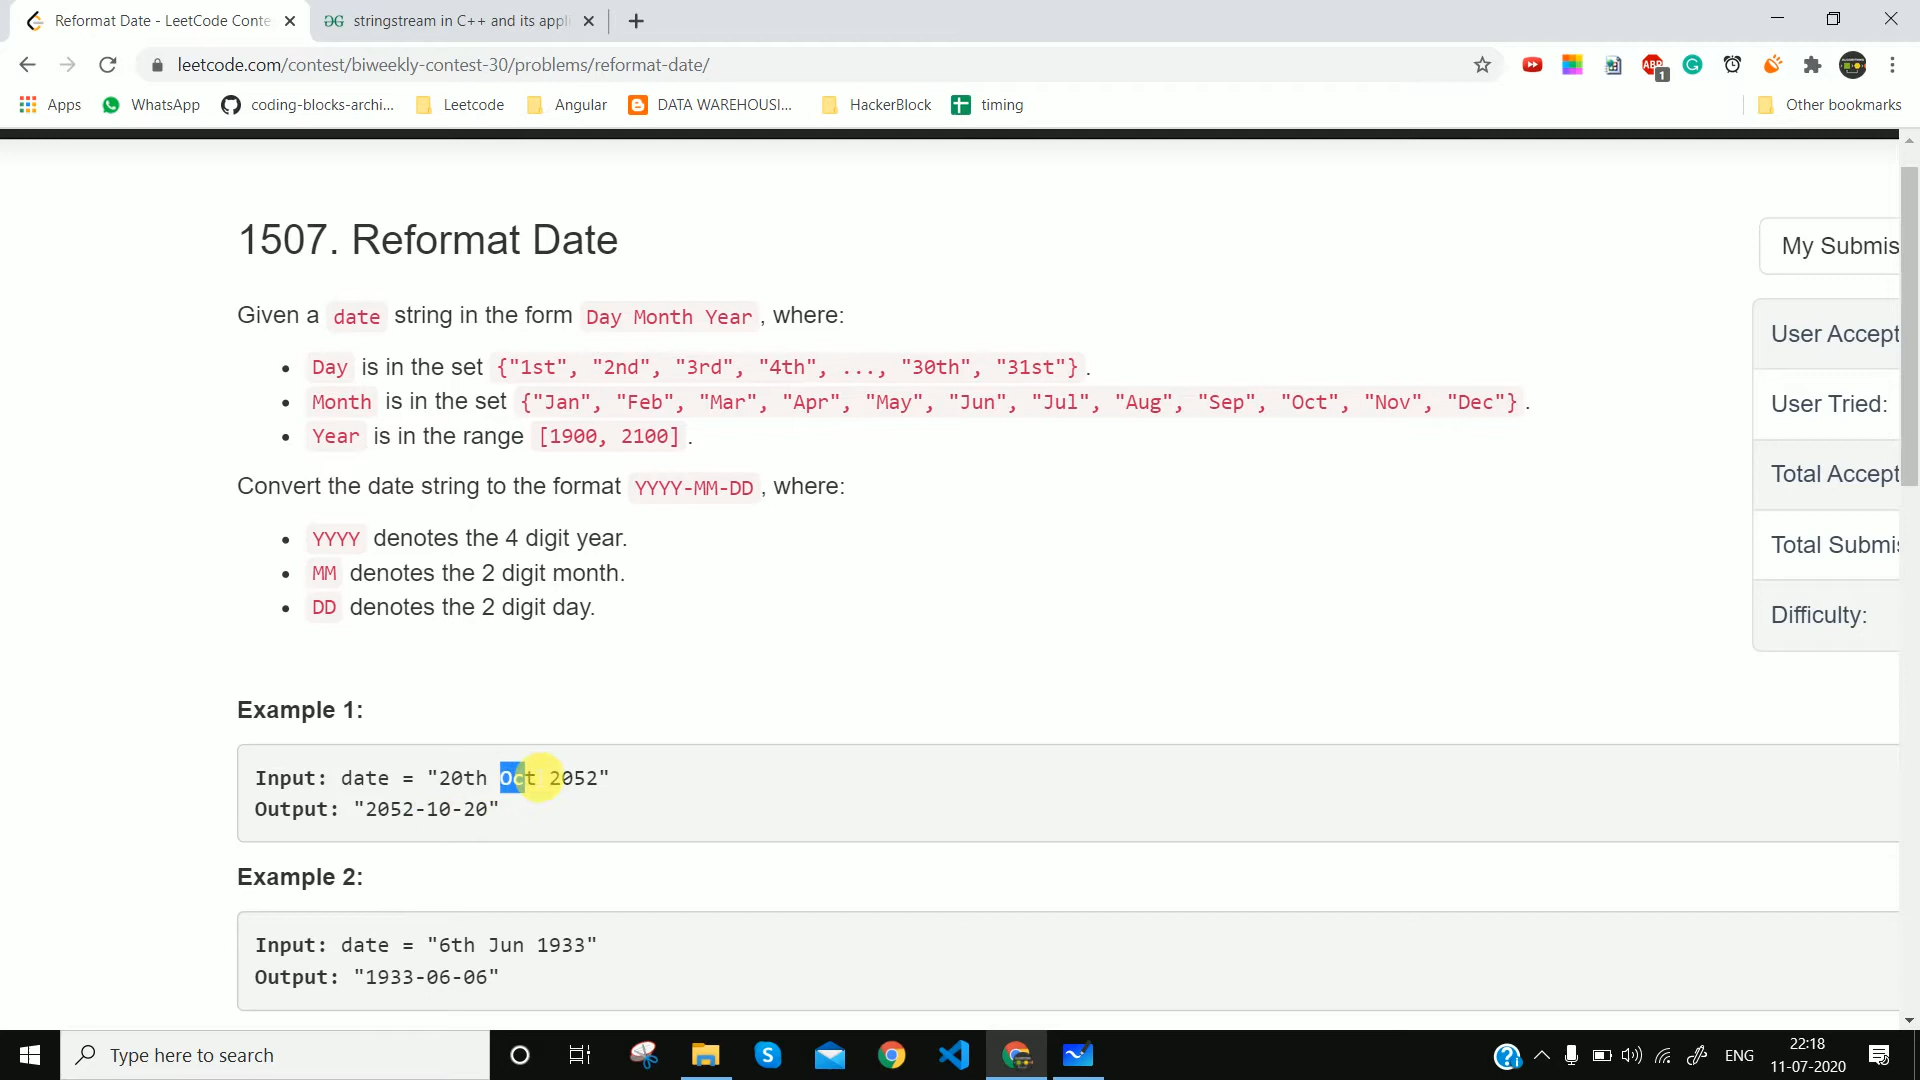 Reformat Date - LeetCode Conte
stringstream in C++ and its appli
leetcode.com/contest/biweekly-contest-30/problems/reformat-date/
ABP
1
Apps
WhatsApp
coding-blocks-archi...
Leetcode
Angular
DATA WAREHOUSI...
HackerBlock
timing
Other bookmarks
1507. Reformat Date
My Submis
Given a date string in the form Day Month Year, where:
Day is in the set {"1st", "2nd", "3rd", "4th", ..., "30th", "31st"}.
Month is in the set {"Jan", "Feb", "Mar", "Apr", "May", "Jun", "Jul", "Aug", "Sep", "Oct", "Nov", "Dec"}.
Year is in the range [1900, 2100].
Convert the date string to the format YYYY-MM-DD, where:
YYYY denotes the 4 digit year.
MM denotes the 2 digit month.
DD denotes the 2 digit day.
User Accept
User Tried:
Total Accept
Total Submis
Difficulty:
Example 1:
Input: date = "20th Oct 2052"
Output: "2052-10-20"
Example 2:
Input: date = "6th Jun 1933"
Output: "1933-06-06"
Type here to search
ENG
22:18
11-07-2020